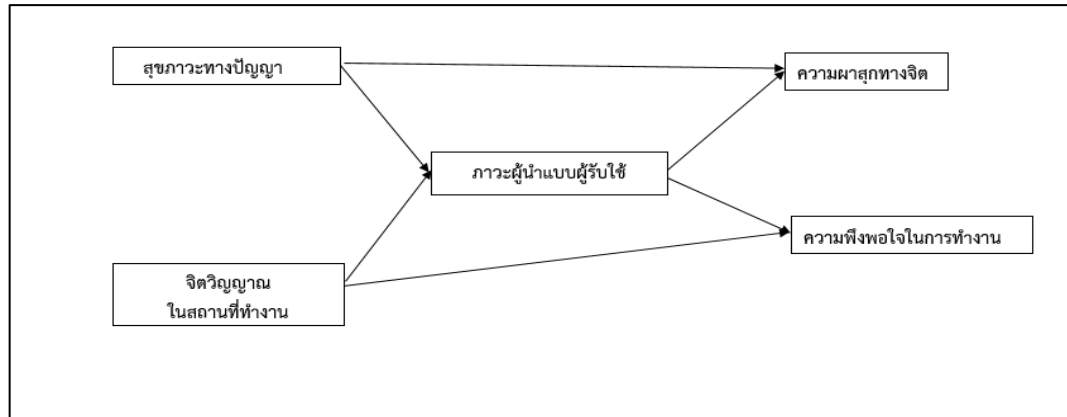 สุขภาวะทางปัญญา
ความผาสุกทางจิต
ภาวะผู้นำแบบผู้รับใช้
ความพึงพอใจในการทำงาน
จิตวิญญาณ
ในสถานที่ทำงาน